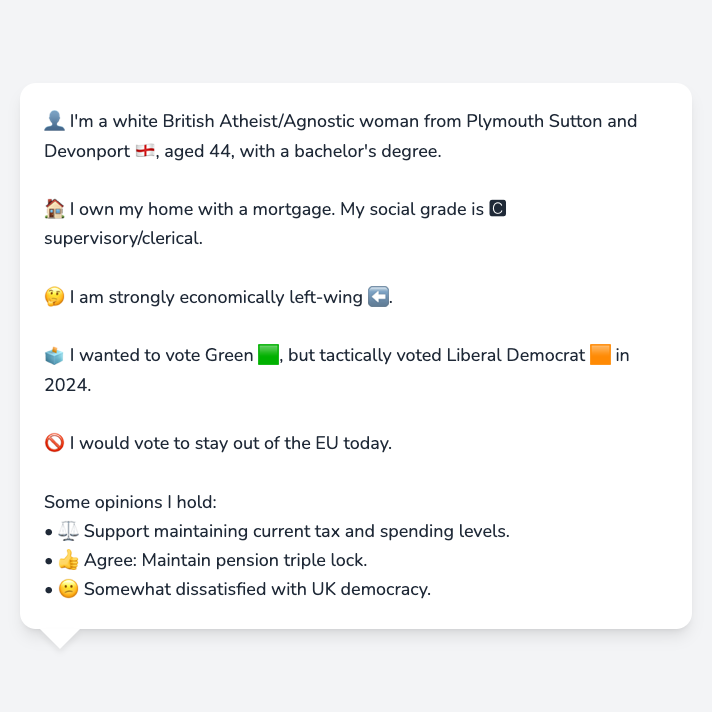 👤 I'm a white British Atheist/Agnostic woman from Plymouth Sutton and
Devonport 🏴󠁧󠁢󠁥󠁮󠁧󠁿, aged 44, with a bachelor's degree.
🏠 I own my home with a mortgage. My social grade is 🅲
supervisory/clerical.
🤔 I am strongly economically left-wing ⬅️.
🗳️ I wanted to vote Green 🟩, but tactically voted Liberal Democrat 🟧 in
2024.
🚫 I would vote to stay out of the EU today.
Some opinions I hold:
• ⚖️ Support maintaining current tax and spending levels.
• 👍 Agree: Maintain pension triple lock.
• 😕 Somewhat dissatisfied with UK democracy.